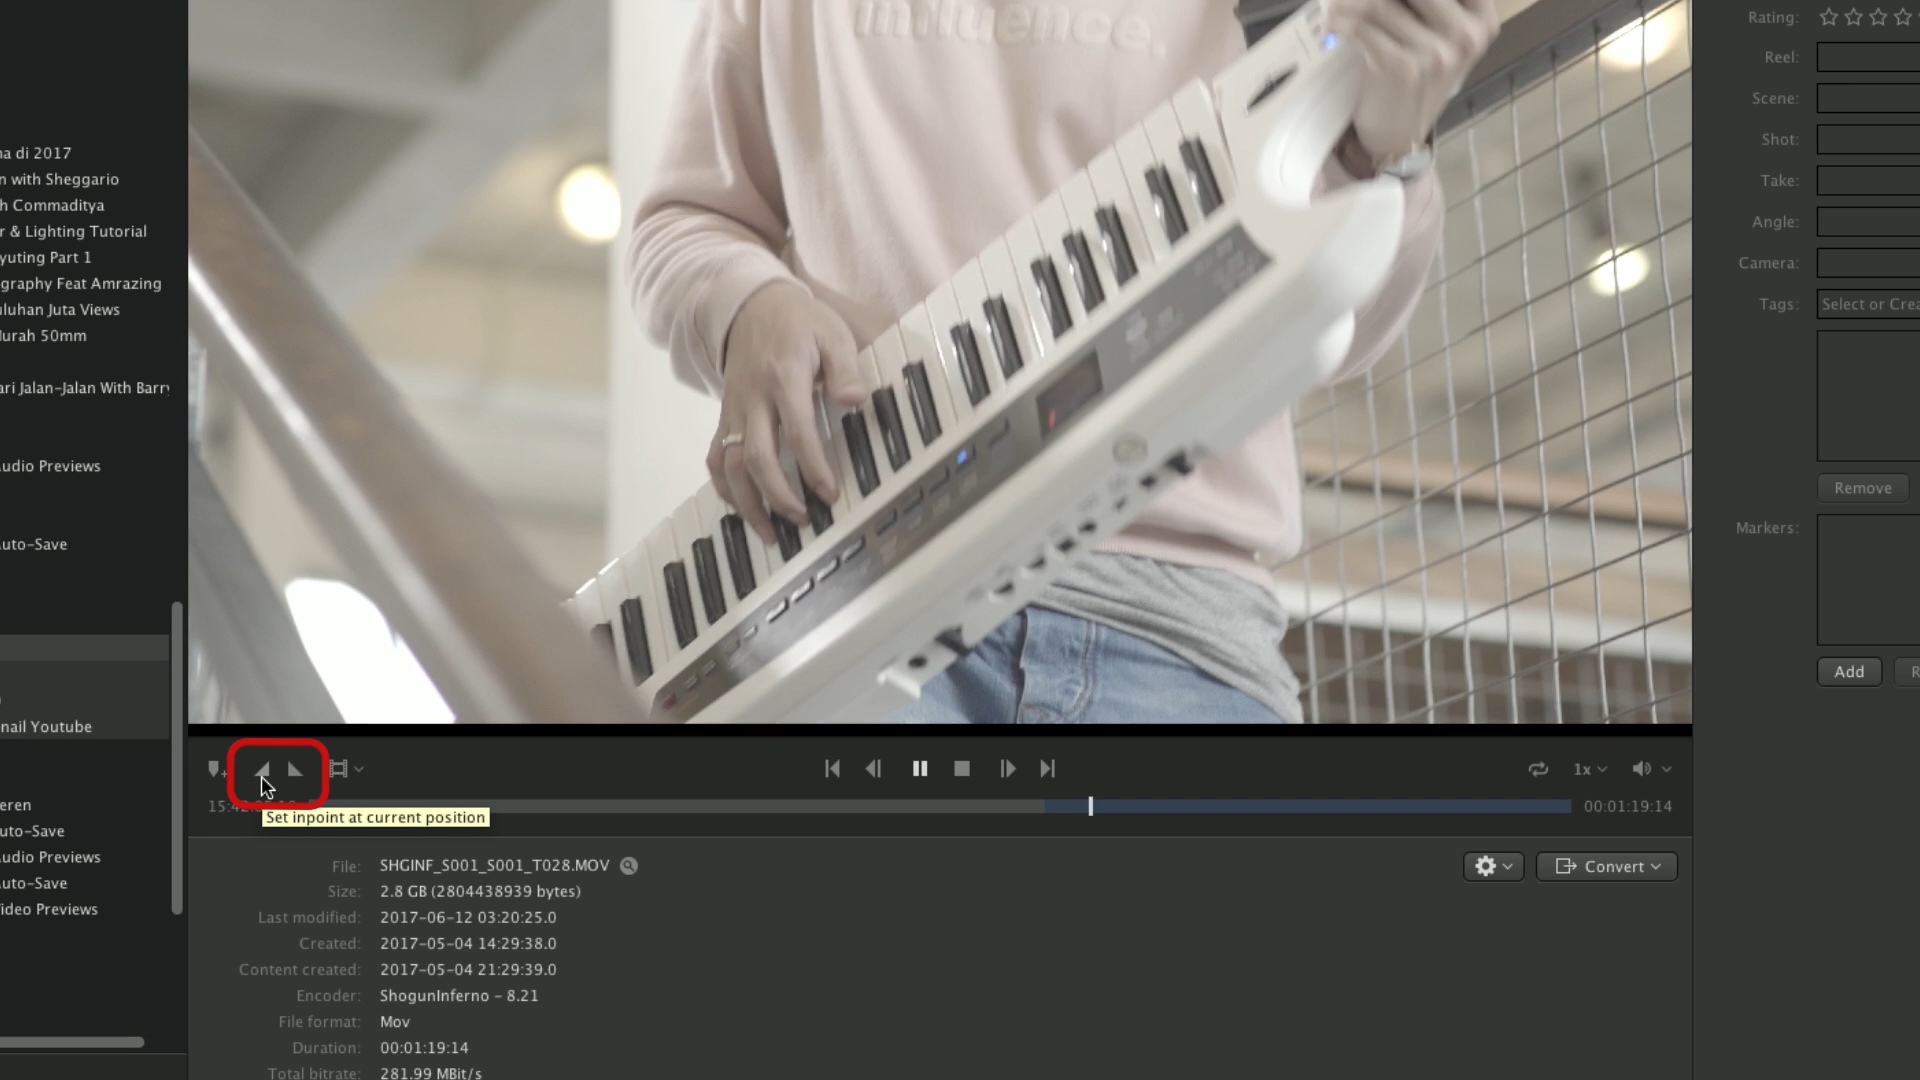 influence.
na di 2017
n with Sheggario
h Commaditya
r & Lighting Tutorial
yuting Part 1
graphy Feat Amrazing
uluhan Juta Views
urah 50mm
ari Jalan-Jalan With Barry
udio Previews
uto-Save
nail Youtube
eren
uto-Save
udio Previews
uto-Save
ideo Previews
Rating:
Reel:
Scene:
Shot:
Take:
Angle:
Camera:
Tags: Select or Crea
Remove
Markers:
Add R
1x
15:42
00:01:19:14
Set inpoint at current position
File: SHGINF_S001_S001_T028.MOV
Convert
Size: 2.8 GB (2804438939 bytes)
Last modified: 2017-06-12 03:20:25.0
Created: 2017-05-04 14:29:38.0
Content created: 2017-05-04 21:29:39.0
Encoder: ShogunInferno - 8.21
File format: Mov
Duration: 00:01:19:14
Total bitrate: 281.99 MBit/s